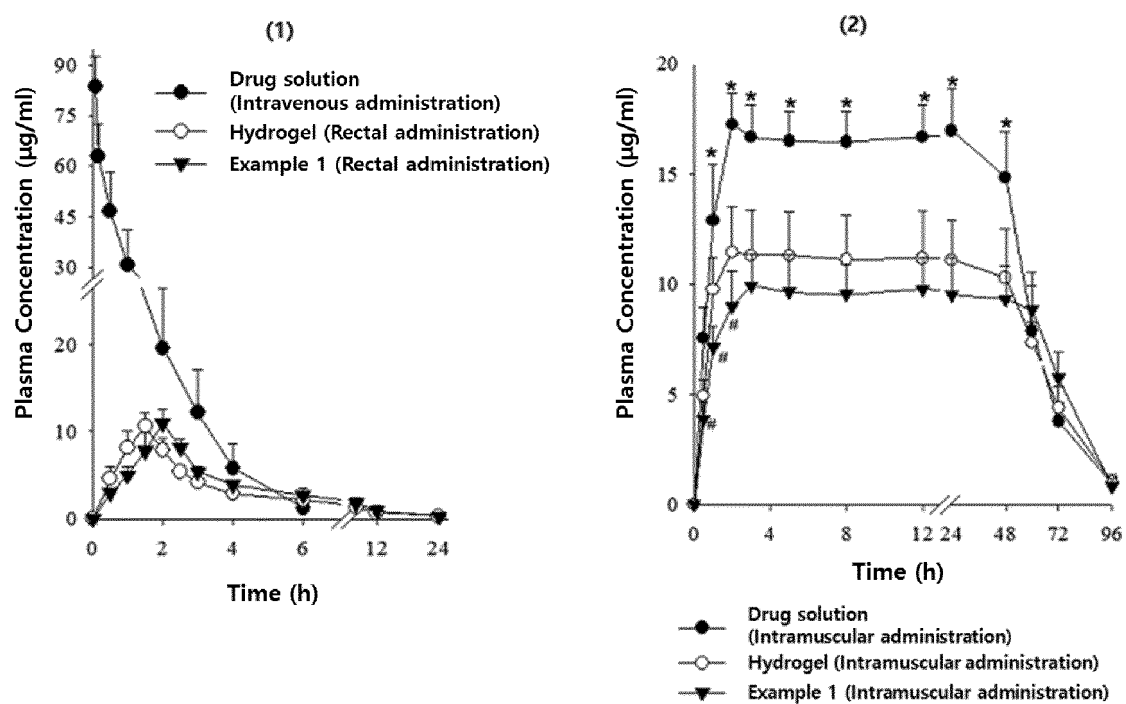 (1)
Plasma Concentration (µg/ml)
90
75
60
45
30
20
10
0
Drug solution
(Intravenous administration)
Hydrogel (Rectal administration)
Example 1 (Rectal administration)
0 2 4 6 12 24
Time (h)
(2)
Plasma Concentration (µg/ml)
20
15
10
5
0
* * * * * * * *
# # #
0 4 8 12 24 48 72 96
Time (h)
Drug solution
(Intramuscular administration)
Hydrogel (Intramuscular administration)
Example 1 (Intramuscular administration)